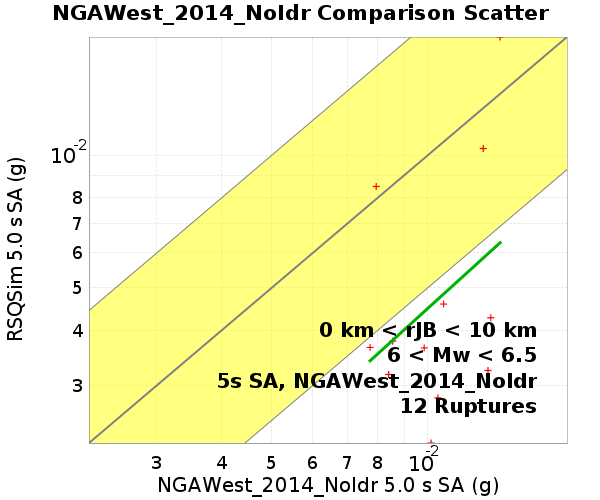 NGAWest_2014_NoIdr Comparison Scatter
RSQSim 5.0 s SA (g)
10-2
8
7
6
5
4
3
0 km < rJB < 10 km
6 < Mw < 6.5
5s SA, NGAWest_2014_NoIdr
12 Ruptures
3 4 5 6 7 8 10-2
NGAWest_2014_NoIdr 5.0 s SA (g)